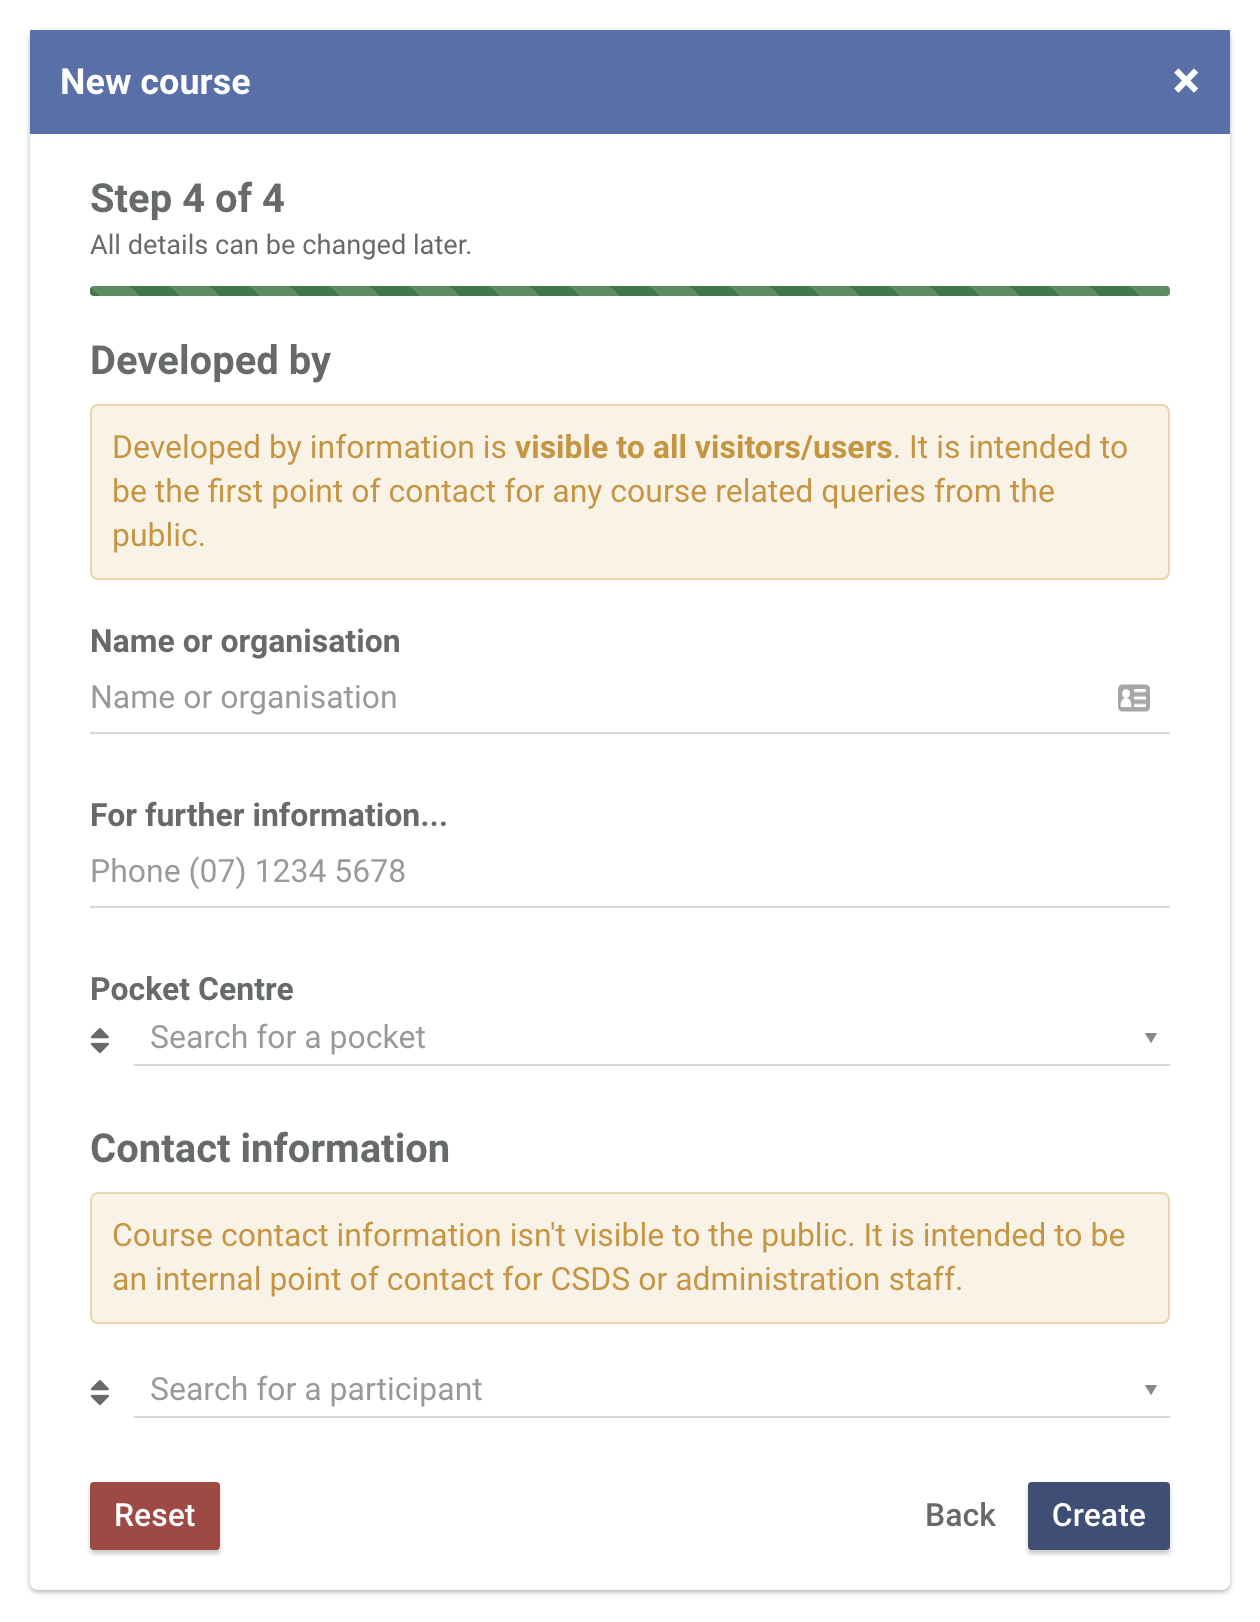 New course
Step 4 of 4
All details can be changed later.
Developed by
Developed by information is visible to all visitors/users. It is intended to
be the first point of contact for any course related queries from the
public.
Name or organisation
Name or organisation
For further information...
Phone (07) 1234 5678
Pocket Centre
Search for a pocket
Contact information
Course contact information isn't visible to the public. It is intended to be
an internal point of contact for CSDS or administration staff.
Search for a participant
Reset
Back
Create